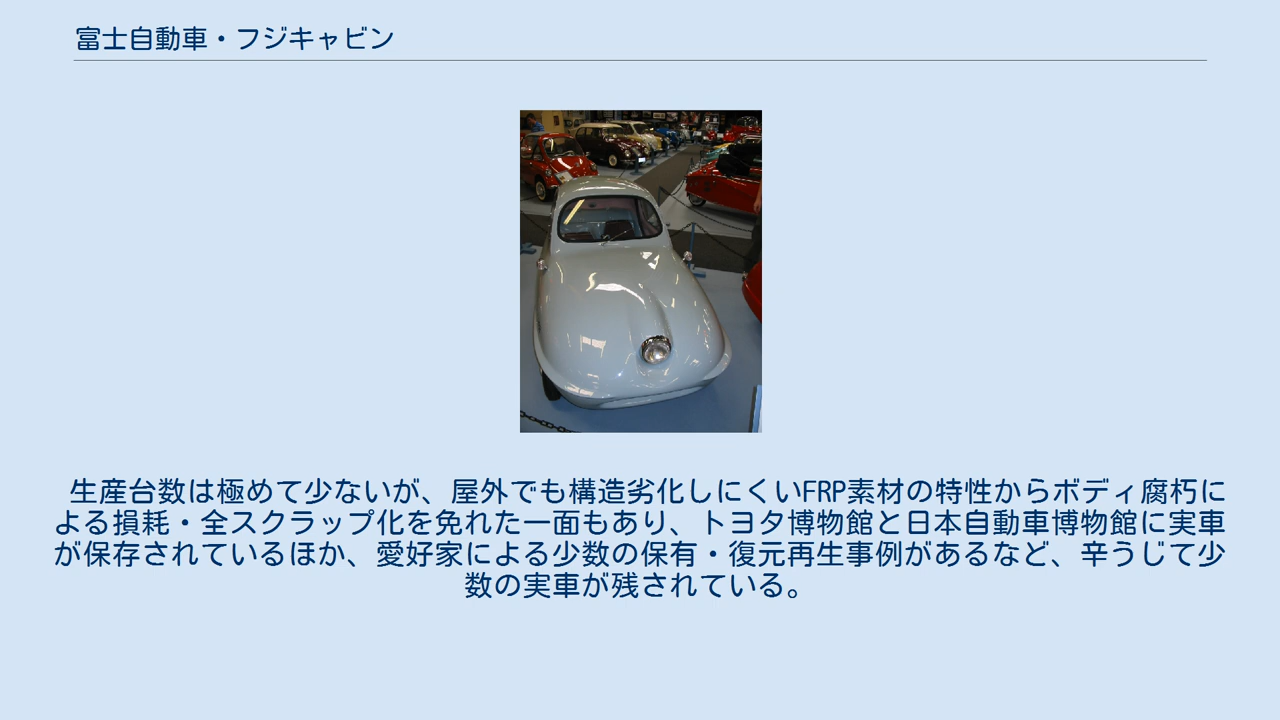 富士自動車・フジキャビン
生産台数は極めて少ないが、屋外でも構造劣化しにくいFRP素材の特性からボディ腐朽に
よる損耗・全スクラップ化を免れた一面もあり、トヨタ博物館と日本自動車博物館に実車
が保存されているほか、愛好家による少数の保有・復元再生事例があるなど、辛うじて少
数の実車が残されている。